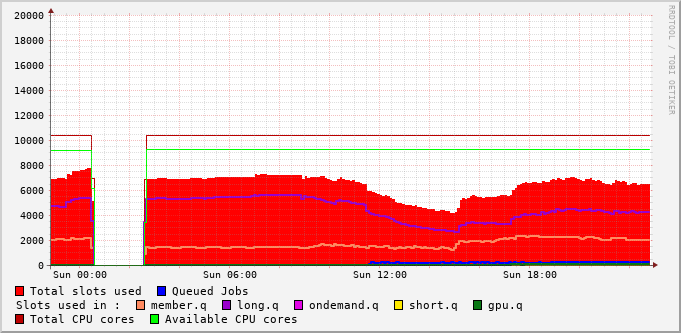 20000
18000
16000
14000
12000
10000
8000
6000
4000
2000
0
Sun 00:00 Sun 06:00 Sun 12:00 Sun 18:00
RRDTOOL / TOBI OETIKER
Total slots used Queued Jobs
Slots used in : member.q long.q ondemand.q short.q gpu.q
Total CPU cores Available CPU cores